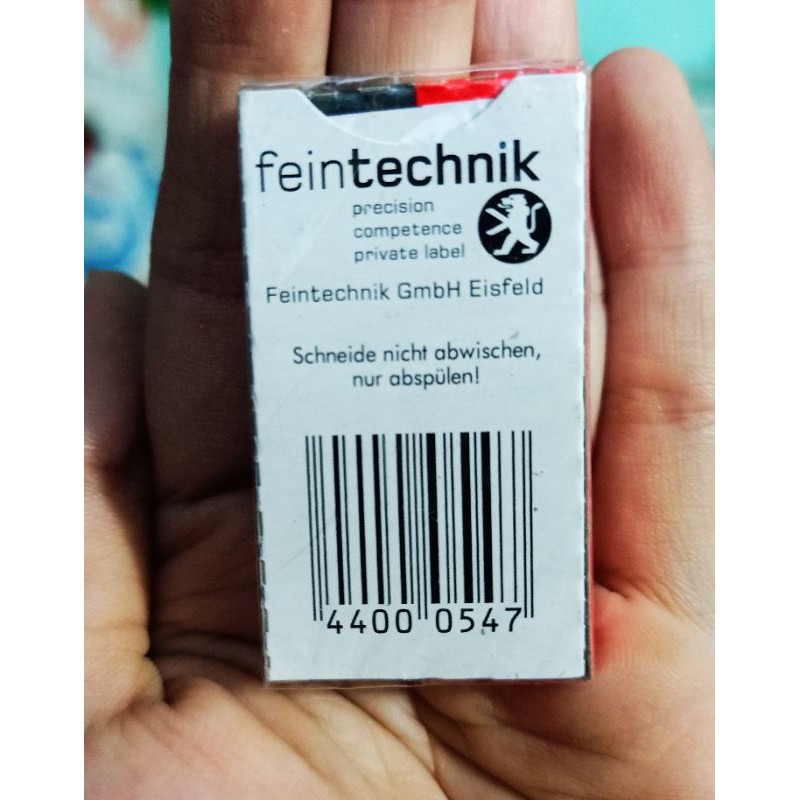 feintechnik
precision
competence
private label
Feintechnik GmbH Eisfeld
Schneide nicht abwischen,
nur abspülen!
4400 0547